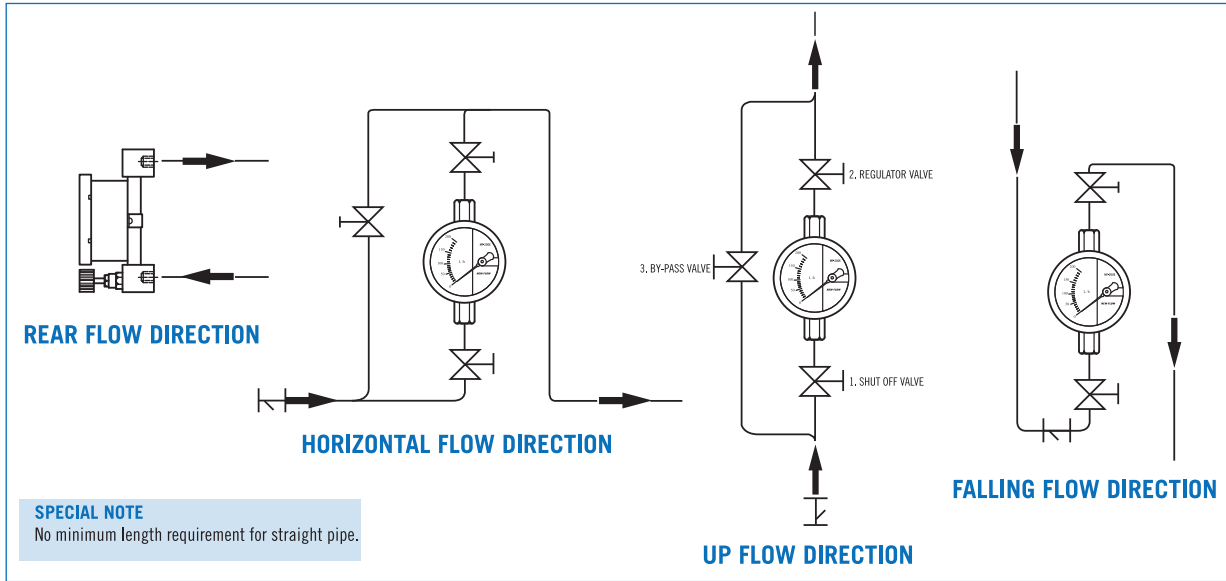 REAR FLOW DIRECTION
HORIZONTAL FLOW DIRECTION
2. REGULATOR VALVE
3. BY-PASS VALVE
1. SHUT OFF VALVE
UP FLOW DIRECTION
FALLING FLOW DIRECTION
SPECIAL NOTE
No minimum length requirement for straight pipe.